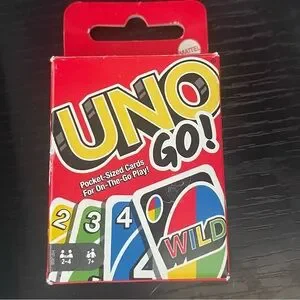 MATTEL
UNO
GO!
Pocket-Sized Cards
For On-The-Go Play!
2 3 4 WILD
2-4 7+